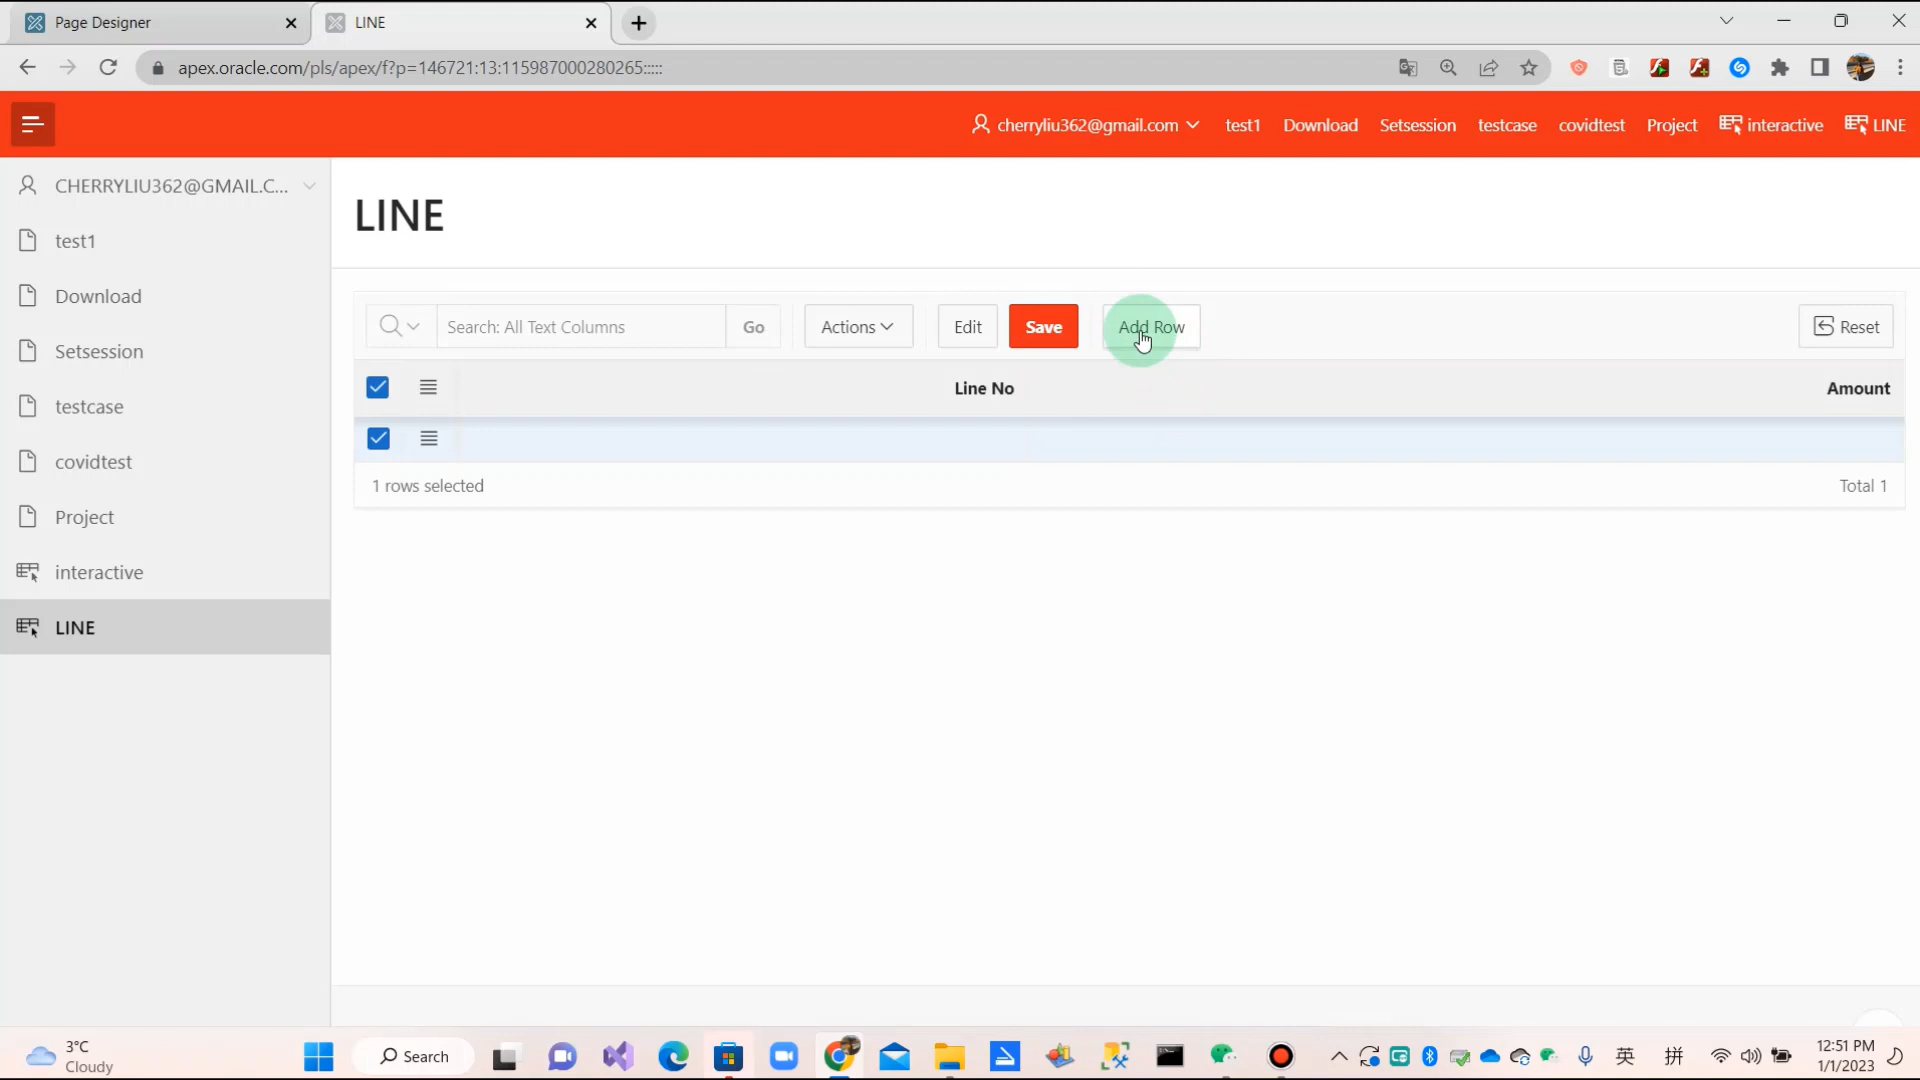 Page Designer
LINE
apex.oracle.com/pls/apex/f?p=146721:13:115987000280265:::::
cherryliu362@gmail.com test1 Download Setsession testcase covidtest Project interactive LINE
CHERRYLIU362@GMAIL.C...
test1
Download
Setsession
testcase
covidtest
Project
interactive
LINE
LINE
Search: All Text Columns Go Actions Edit Save Add Row Reset
Line No Amount
1 rows selected Total 1
3°C
Cloudy
Search
英 拼
12:51 PM
1/1/2023